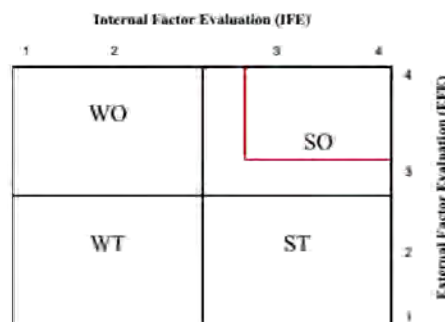 Internal Factor Evaluation (IFE)
1 2 3 4
WO
SO
WT
ST
4
3
2
1
External Factor Evaluation (EFE)